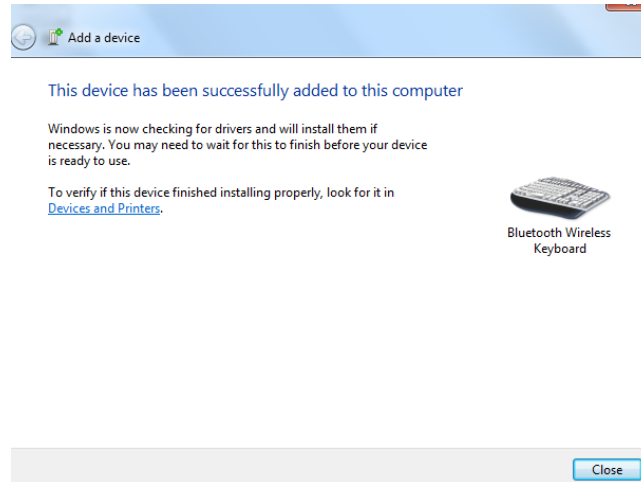 Add a device
This device has been successfully added to this computer
Windows is now checking for drivers and will install them if
necessary. You may need to wait for this to finish before your device
is ready to use.
To verify if this device finished installing properly, look for it in
Devices and Printers.
Bluetooth Wireless
Keyboard
Close